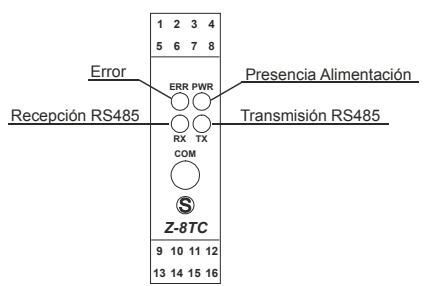 1 2 3 4
5 6 7 8
Error
ERR PWR
Presencia Alimentación
Recepción RS485
Transmisión RS485
RX TX
COM
S
Z-8TC
9 10 11 12
13 14 15 16